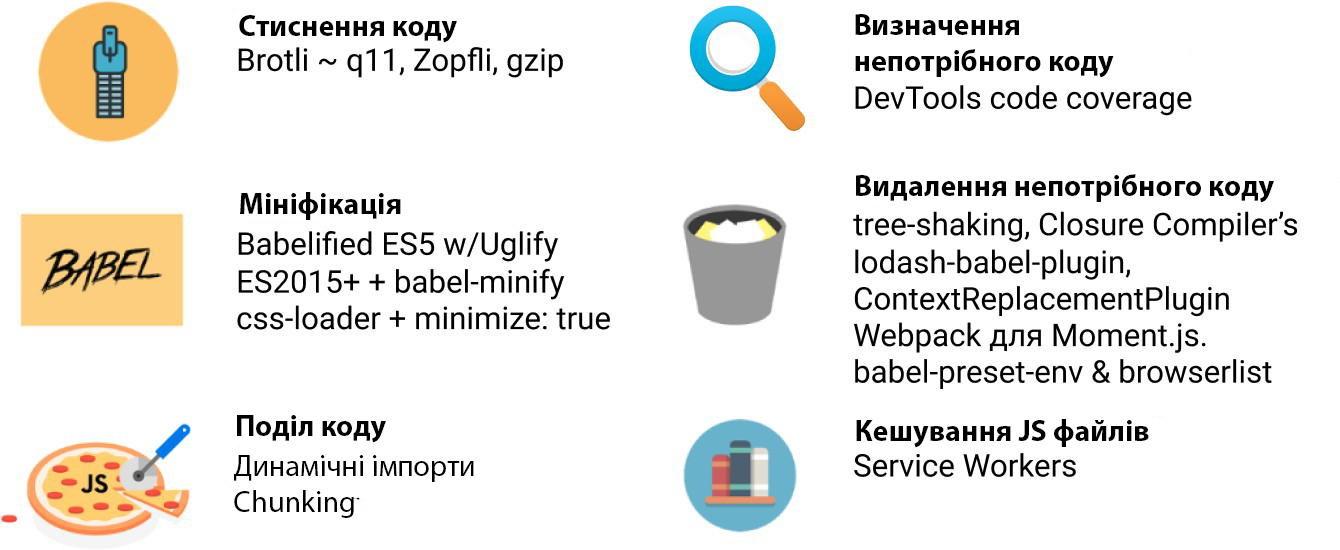 Стиснення коду
Brotli ~ q11, Zopfli, gzip
BABEL
Мініфікація
Babelified ES5 w/Uglify
ES2015+ + babel-minify
css-loader + minimize: true
JS
Поділ коду
Динамічні імпорти
Chunking
Визначення
непотрібного коду
DevTools code coverage
Видалення непотрібного коду
tree-shaking, Closure Compiler’s
lodash-babel-plugin,
ContextReplacementPlugin
Webpack для Moment.js.
babel-preset-env & browserlist
Кешування JS файлів
Service Workers